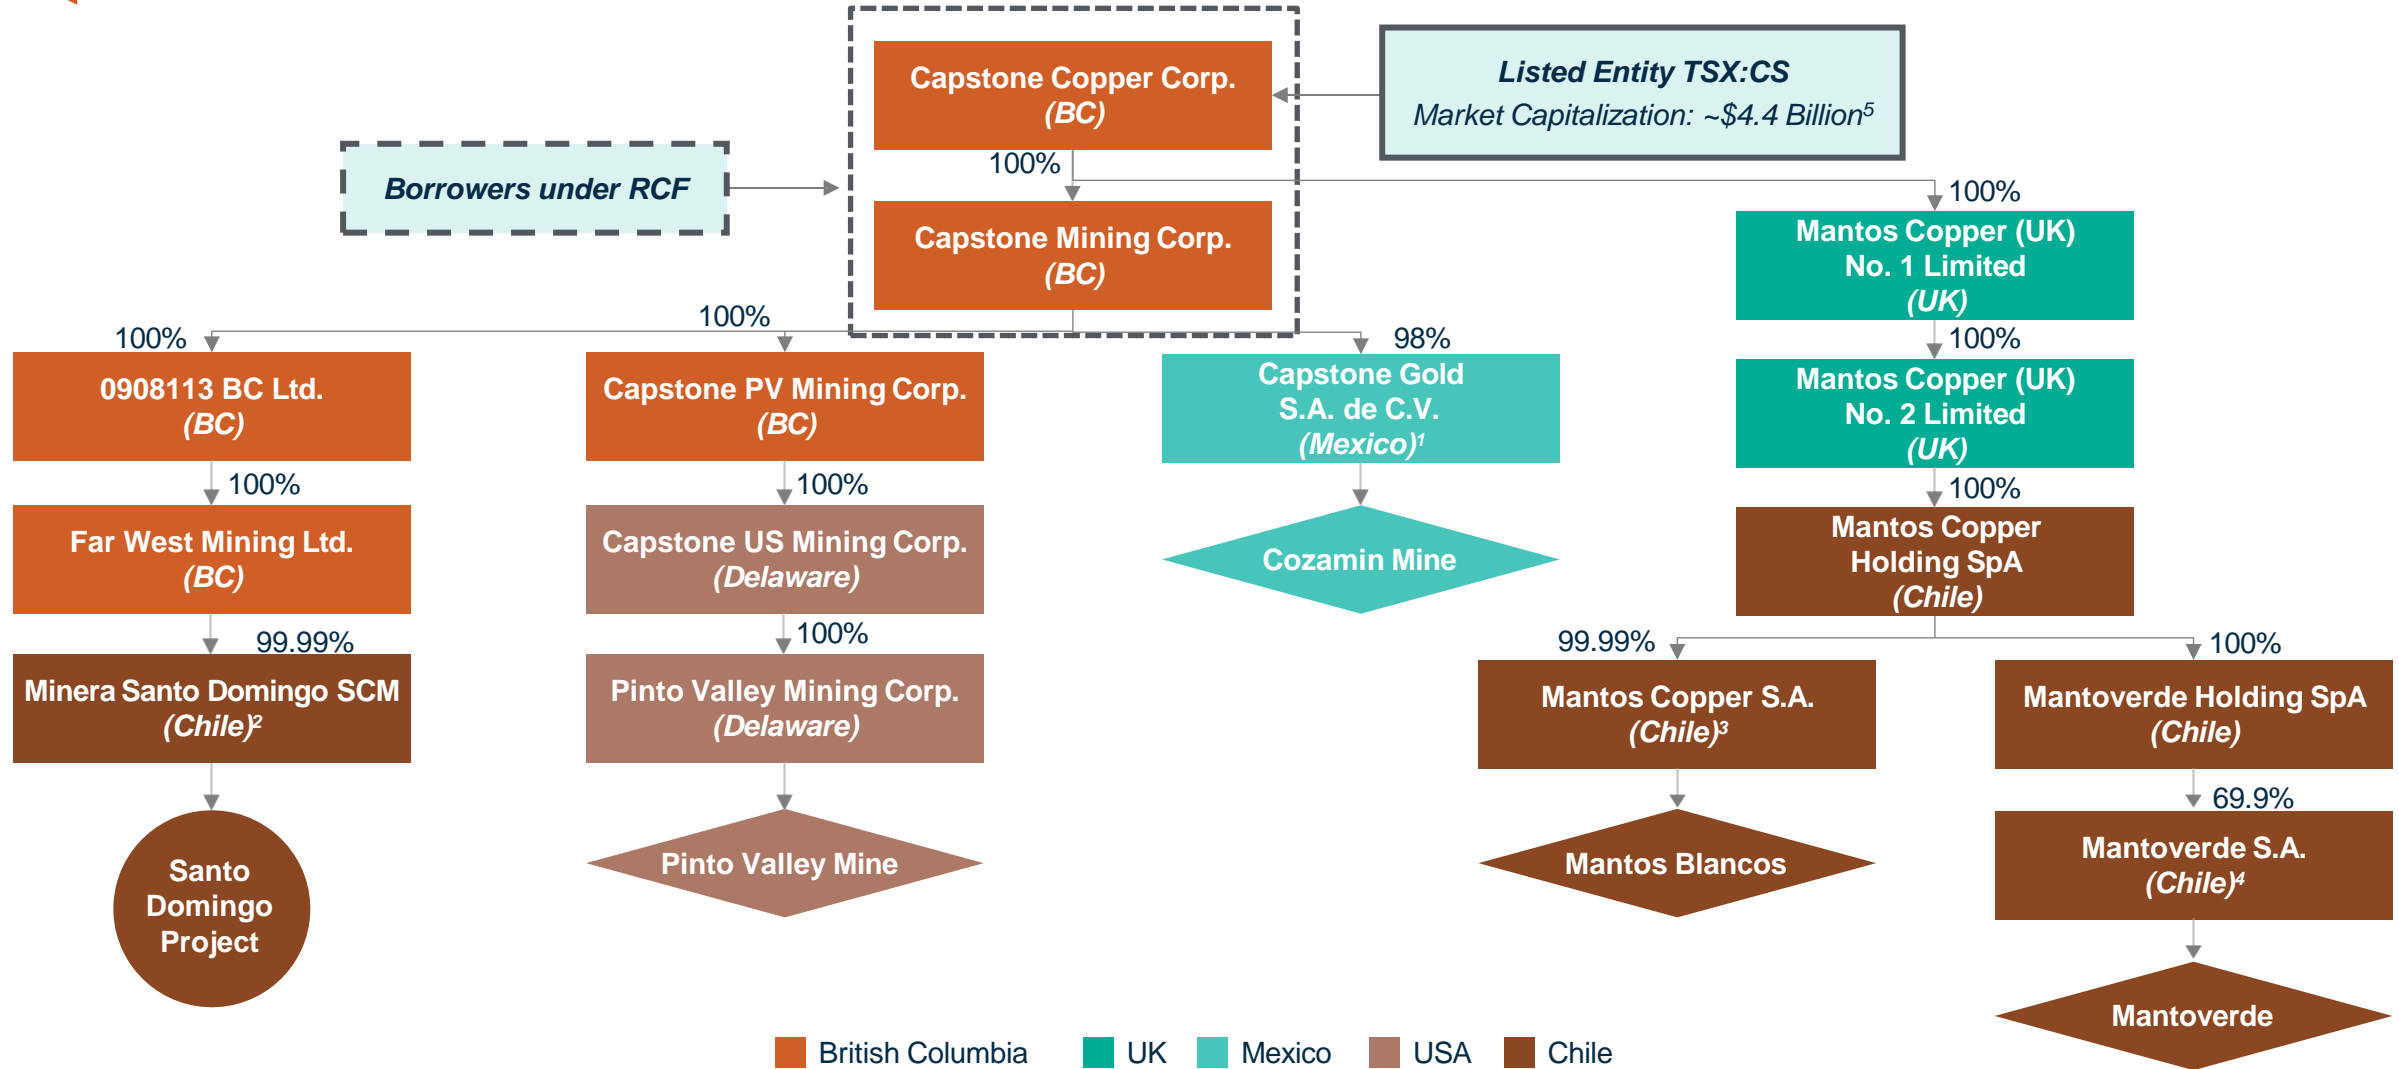 Capstone Copper Corp.
(BC)
Listed Entity TSX:CS
Market Capitalization: ~$4.4 Billion⁵
Borrowers under RCF
100%
100%
Capstone Mining Corp.
(BC)
Mantos Copper (UK)
No. 1 Limited
(UK)
100%
100%
98%
100%
0908113 BC Ltd.
(BC)
Capstone PV Mining Corp.
(BC)
Capstone Gold
S.A. de C.V.
(Mexico)¹
Mantos Copper (UK)
No. 2 Limited
(UK)
100%
100%
100%
Far West Mining Ltd.
(BC)
Capstone US Mining Corp.
(Delaware)
Cozamin Mine
Mantos Copper
Holding SpA
(Chile)
99.99%
100%
99.99%
100%
Minera Santo Domingo SCM
(Chile)²
Pinto Valley Mining Corp.
(Delaware)
Mantos Copper S.A.
(Chile)³
Mantoverde Holding SpA
(Chile)
69.9%
Santo
Domingo
Project
Pinto Valley Mine
Mantos Blancos
Mantoverde S.A.
(Chile)⁴
Mantoverde
British Columbia
UK
Mexico
USA
Chile